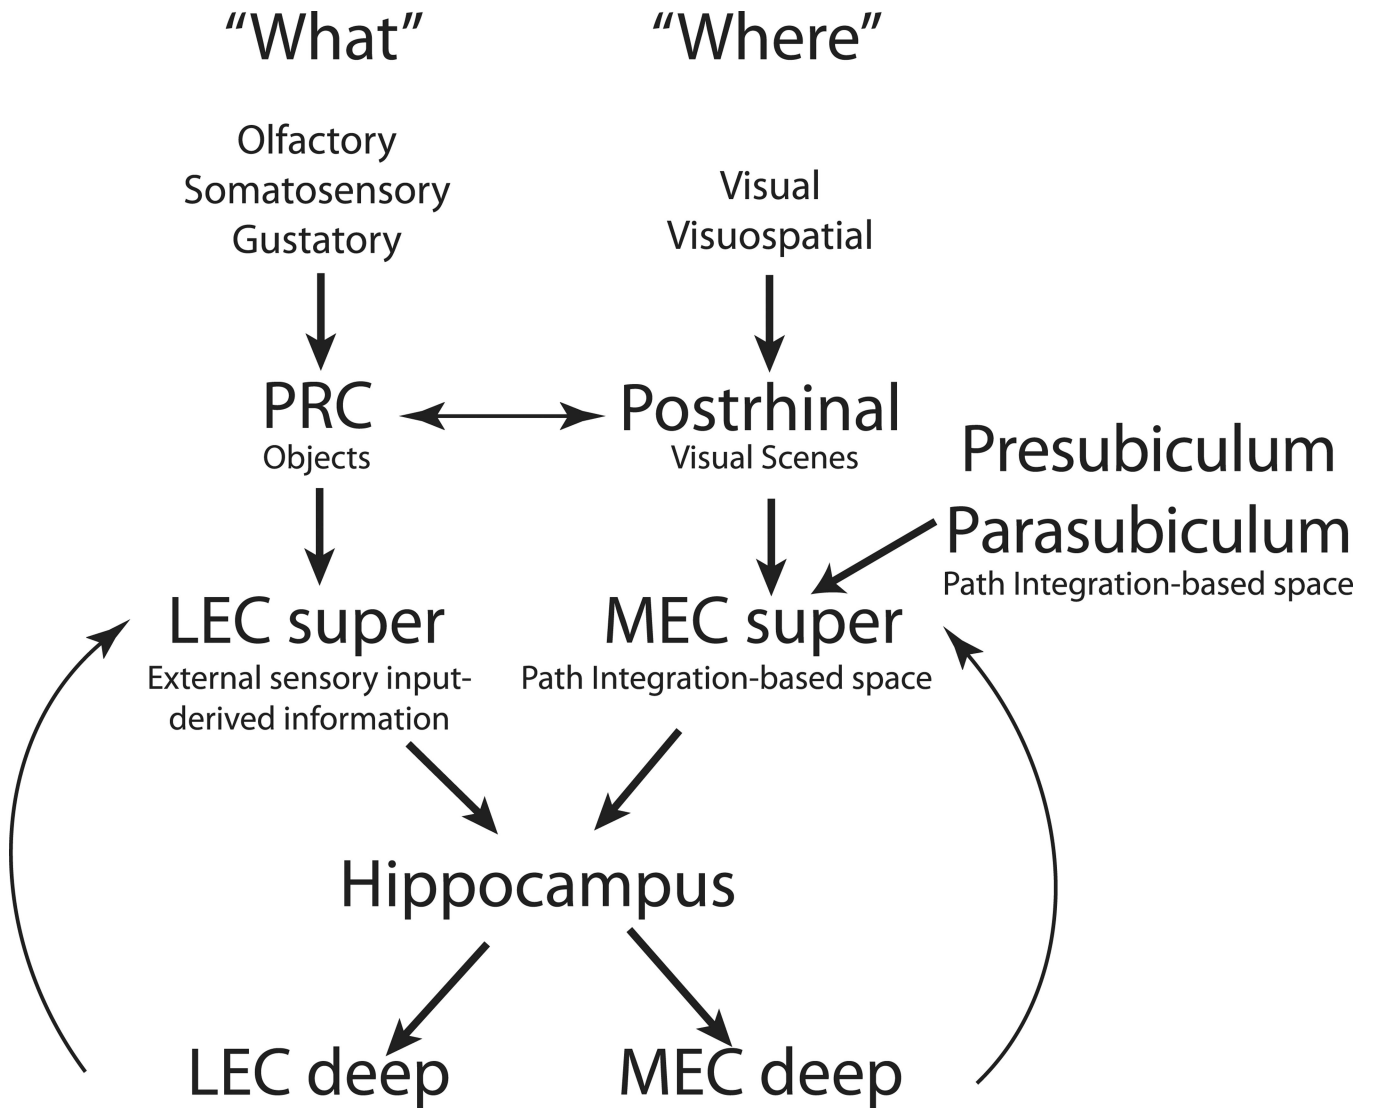 “What”
“Where”
Olfactory
Somatosensory
Gustatory
Visual
Visuospatial
PRC
Objects
Postrhinal
Visual Scenes
Presubiculum
Parasubiculum
Path Integration-based space
LEC super
External sensory input-
derived information
MEC super
Path Integration-based space
Hippocampus
LEC deep
MEC deep